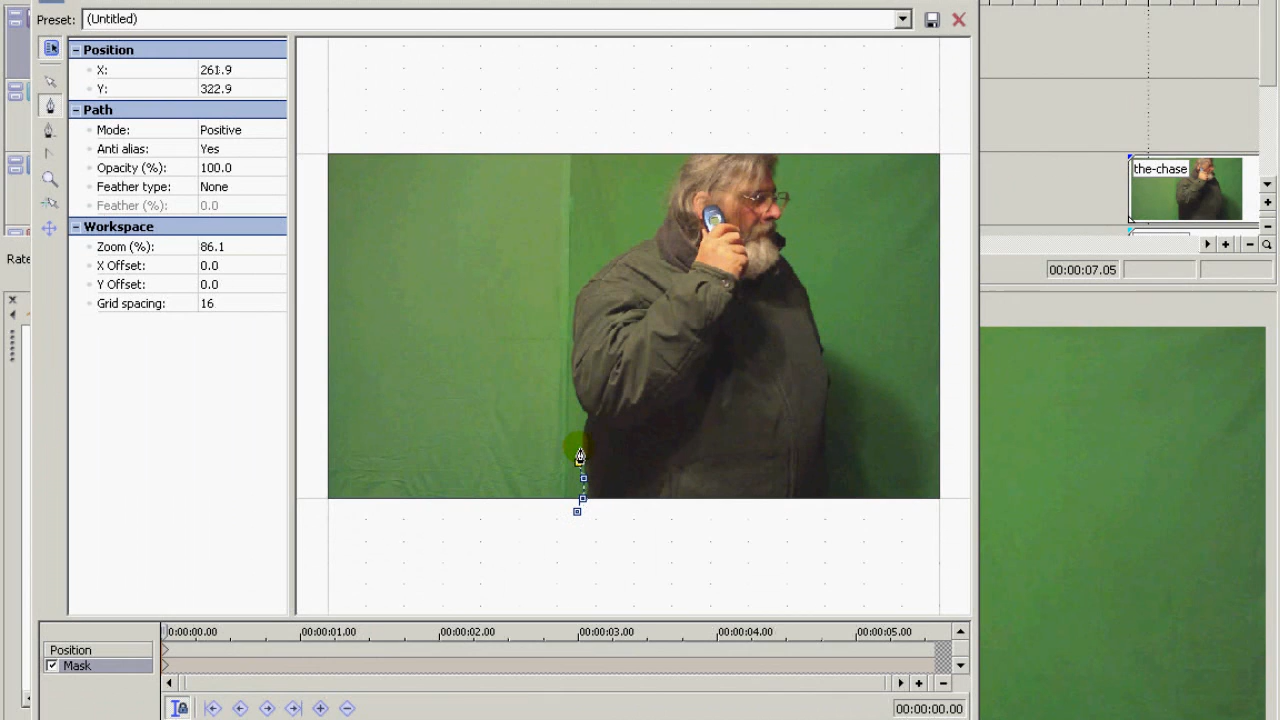 Preset: (Untitled)
Position
X: 261.9
Y: 322.9
Path
Mode: Positive
Anti alias: Yes
Opacity (%): 100.0
Feather type: None
Feather (%): 0.0
Workspace
Zoom (%): 86.1
X Offset: 0.0
Y Offset: 0.0
Grid spacing: 16
the-chase
Rate
00:00:07.05
00:00:00.00 00:00:01.00 00:00:02.00 00:00:03.00 00:00:04.00 00:00:05.00
Position
Mask
00:00:00.00